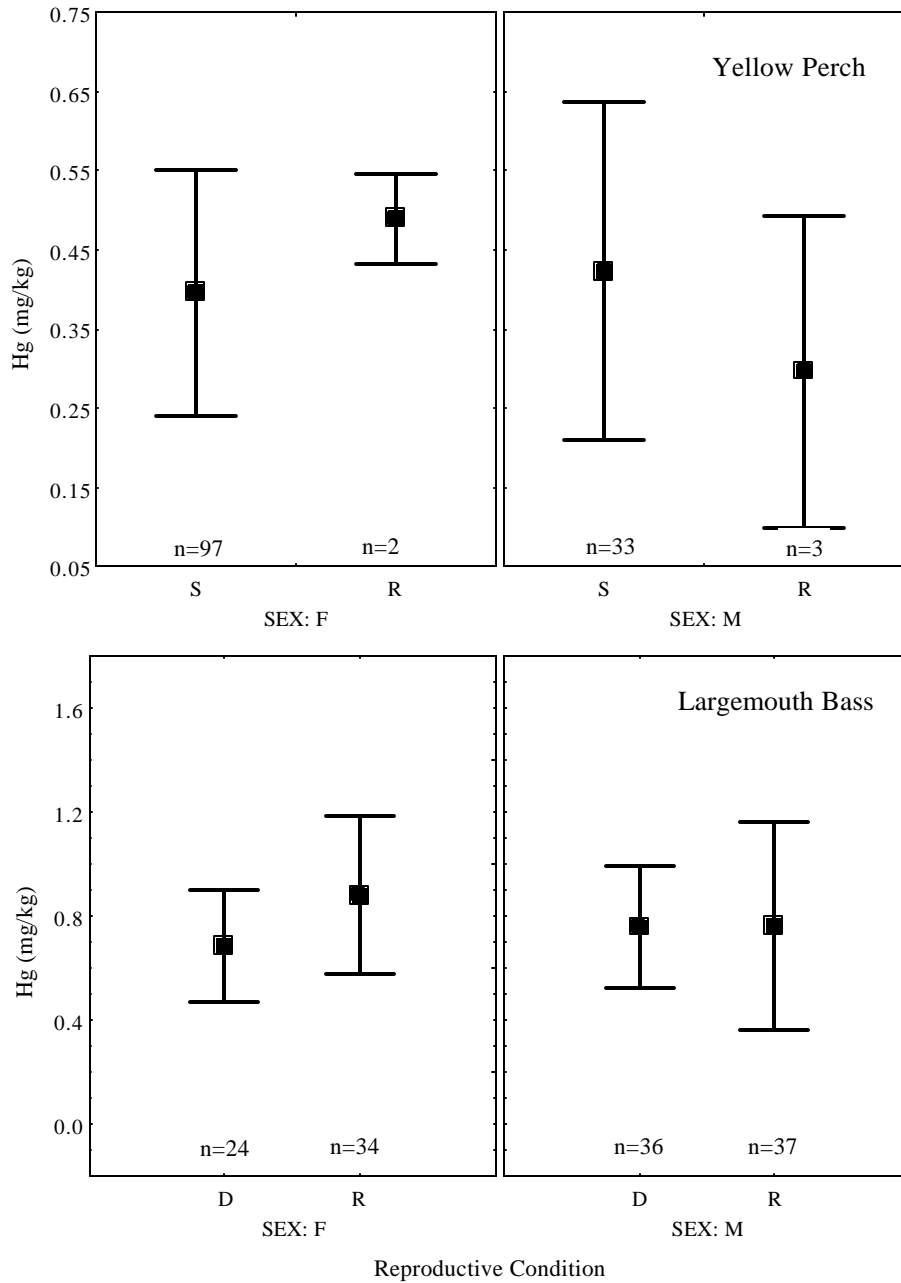 0.75
0.65
0.55
0.45
0.35
0.25
0.15
0.05
Hg (mg/kg)
Yellow Perch
n=97
n=2
n=33
n=3
S
R
S
R
SEX: F
SEX: M
1.6
1.2
0.8
0.4
0.0
Hg (mg/kg)
Largemouth Bass
n=24
n=34
n=36
n=37
D
R
D
R
SEX: F
SEX: M
Reproductive Condition